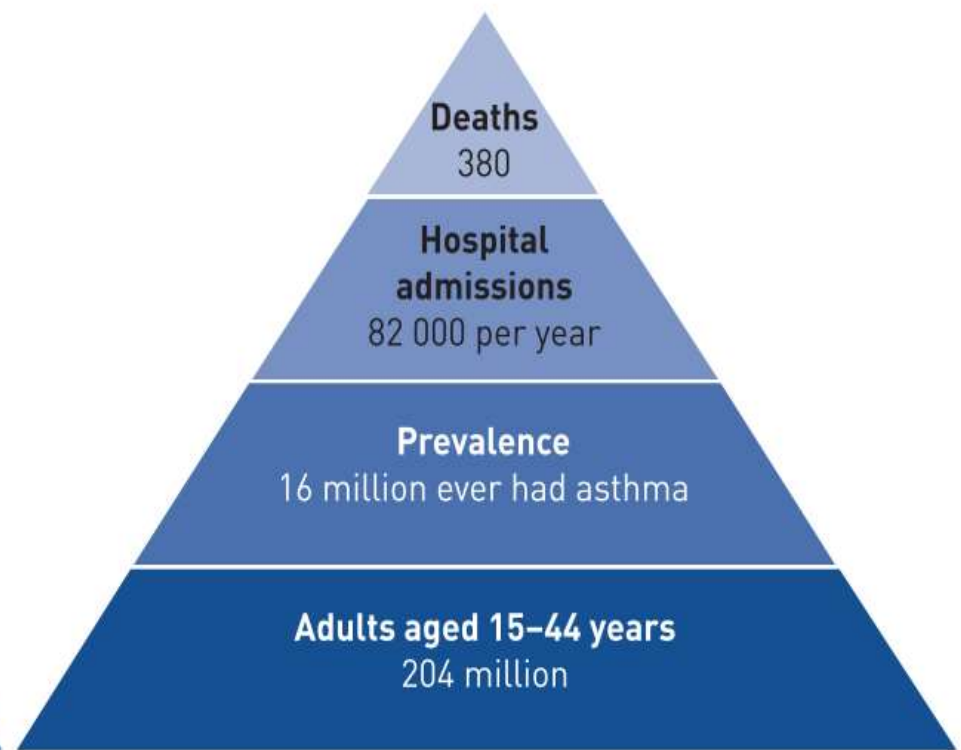 Deaths
380
Hospital
admissions
82 000 per year
Prevalence
16 million ever had asthma
Adults aged 15–44 years
204 million